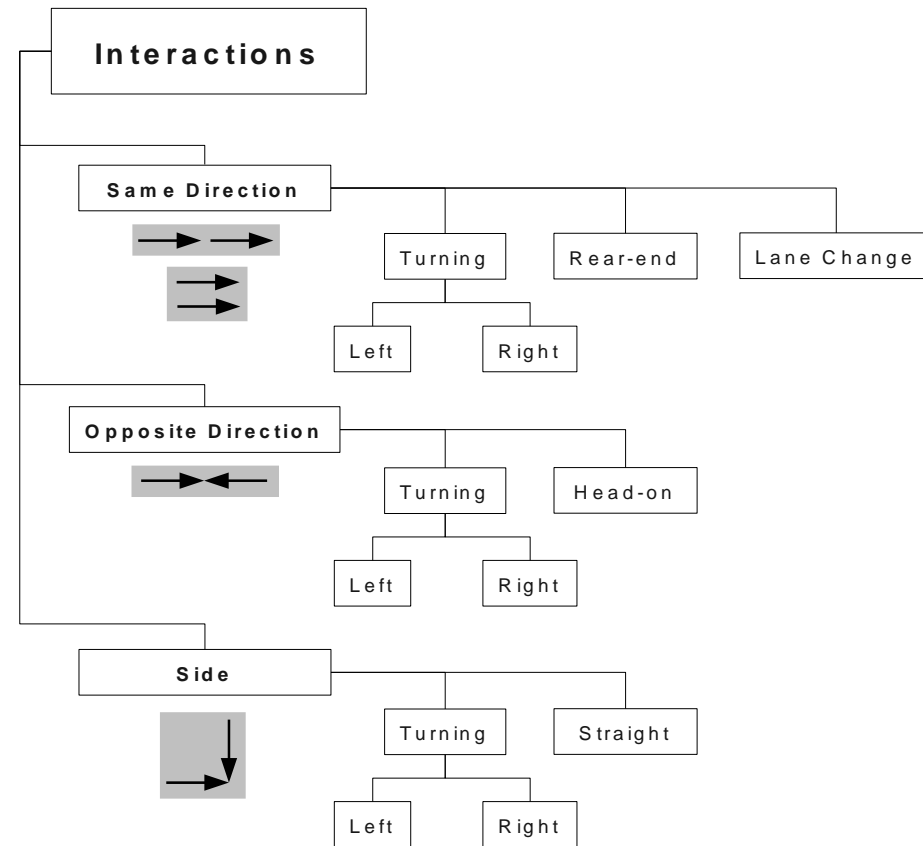 Interactions
Same Direction
Turning
Rear-end
Lane Change
Left
Right
Opposite Direction
Turning
Head-on
Left
Right
Side
Turning
Straight
Left
Right